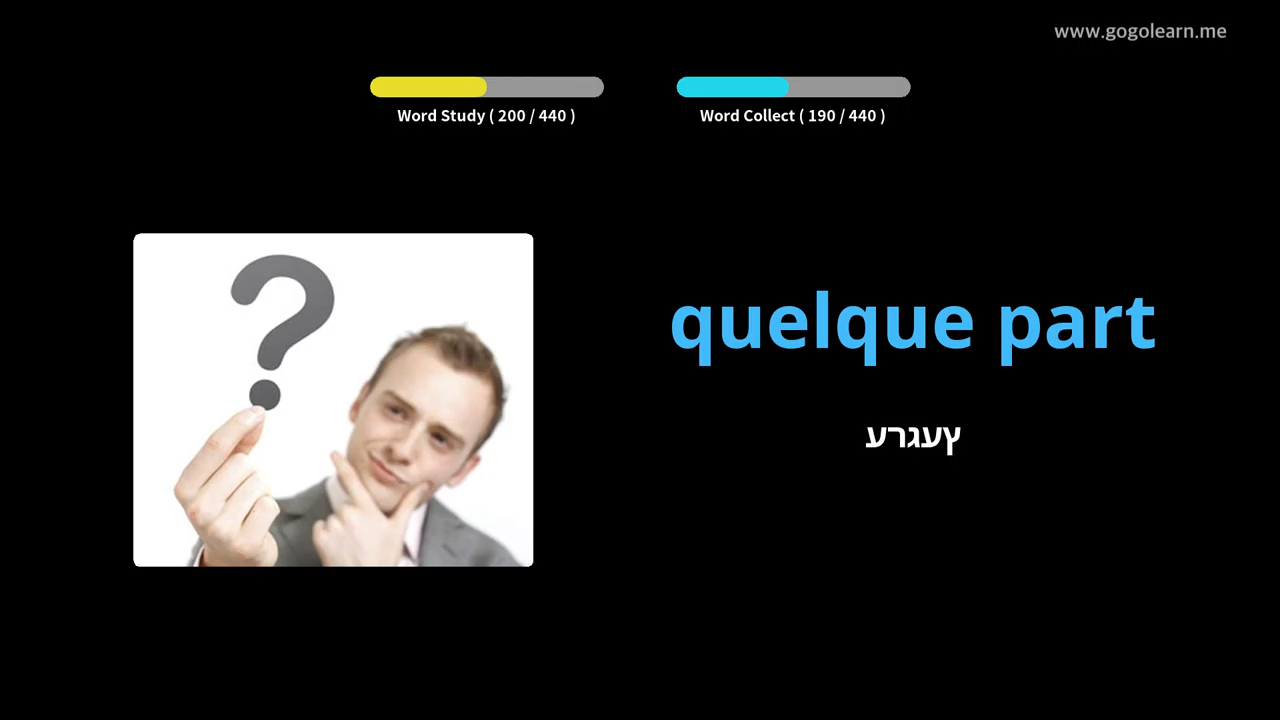 www.gogolearn.me
Word Study ( 200 / 440 )
Word Collect ( 190 / 440 )
quelque part
ץעגרע